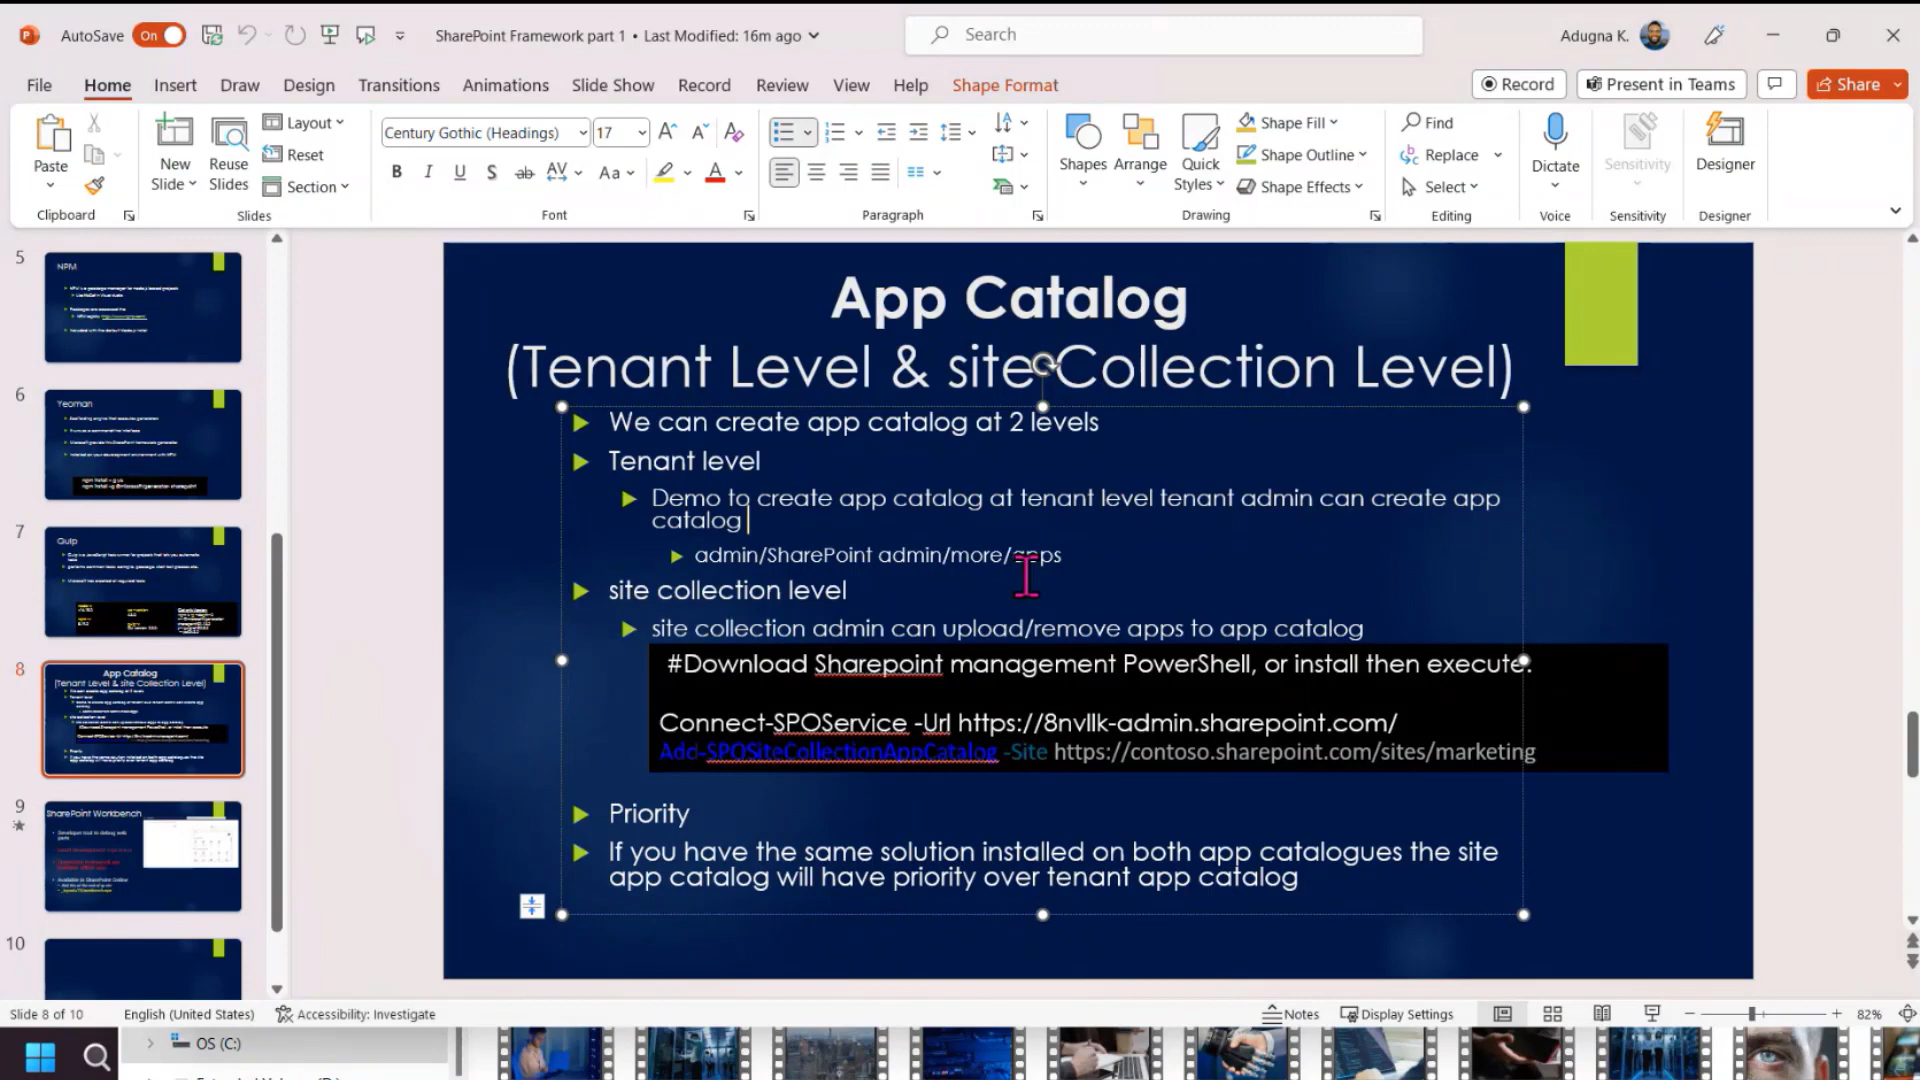 AutoSave On SharePoint Framework part 1 • Last Modified: 16m ago Search Adugna K.
File Home Insert Draw Design Transitions Animations Slide Show Record Review View Help Shape Format Record Present in Teams Share
Paste
Clipboard
New Slide
Reuse Slides
Layout
Reset
Section
Slides
Century Gothic (Headings) 17
B I U S ab AV Aa A
Font
Paragraph
Shapes
Arrange
Quick Styles
Shape Fill
Shape Outline
Shape Effects
Drawing
Find
Replace
Select
Editing
Dictate
Voice
Sensitivity
Sensitivity
Designer
Designer
5
NPM
6
Yeoman
7
Gulp
8
App Catalog
(Tenant Level & site Collection Level)
9
SharePoint Workbench
10
App Catalog
(Tenant Level & site Collection Level)
We can create app catalog at 2 levels
Tenant level
Demo to create app catalog at tenant level tenant admin can create app
catalog
admin/SharePoint admin/more/apps
site collection level
site collection admin can upload/remove apps to app catalog
#Download Sharepoint management PowerShell, or install then execute:
Connect-SPOService -Url https://8nvllk-admin.sharepoint.com/
Add-SPOSiteCollectionAppCatalog -Site https://contoso.sharepoint.com/sites/marketing
Priority
If you have the same solution installed on both app catalogues the site
app catalog will have priority over tenant app catalog
Slide 8 of 10 English (United States) Accessibility: Investigate Notes Display Settings 82%
OS (C:)